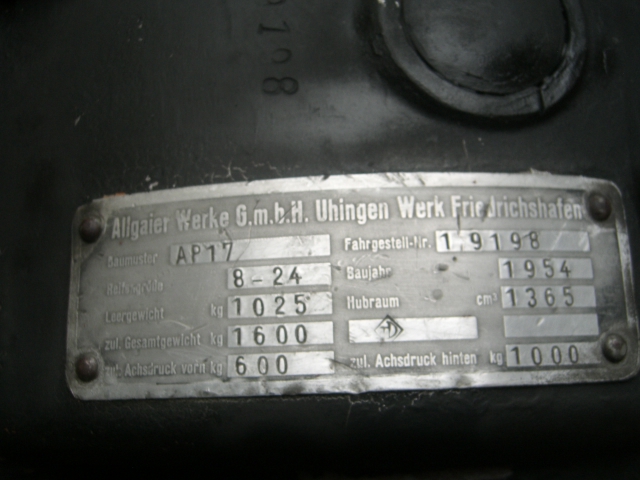 198
Allgaier Werke G.m.b.H. Uhingen Werk Friedrichshafen
Baumuster AP17 Fahrgestell-Nr. 1.9198
Reifengröße 8-24 Baujahr 1954
Leergewicht kg 1025 Hubraum cm³ 1365
zul. Gesamtgewicht kg 1600
zul. Achsdruck vorn kg 600 zul. Achsdruck hinten kg 1000